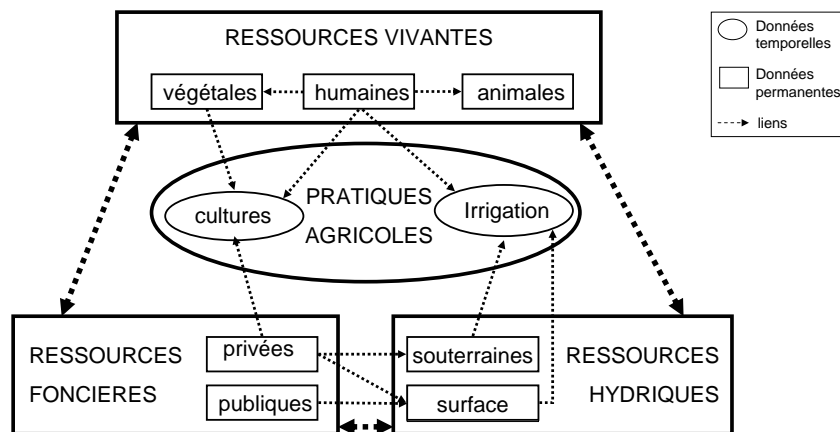 RESSOURCES VIVANTES
végétales
humaines
animales
Données
temporelles
Données
permanentes
liens
cultures
PRATIQUES
AGRICOLES
Irrigation
RESSOURCES
FONCIERES
privées
publiques
souterraines
surface
RESSOURCES
HYDRIQUES